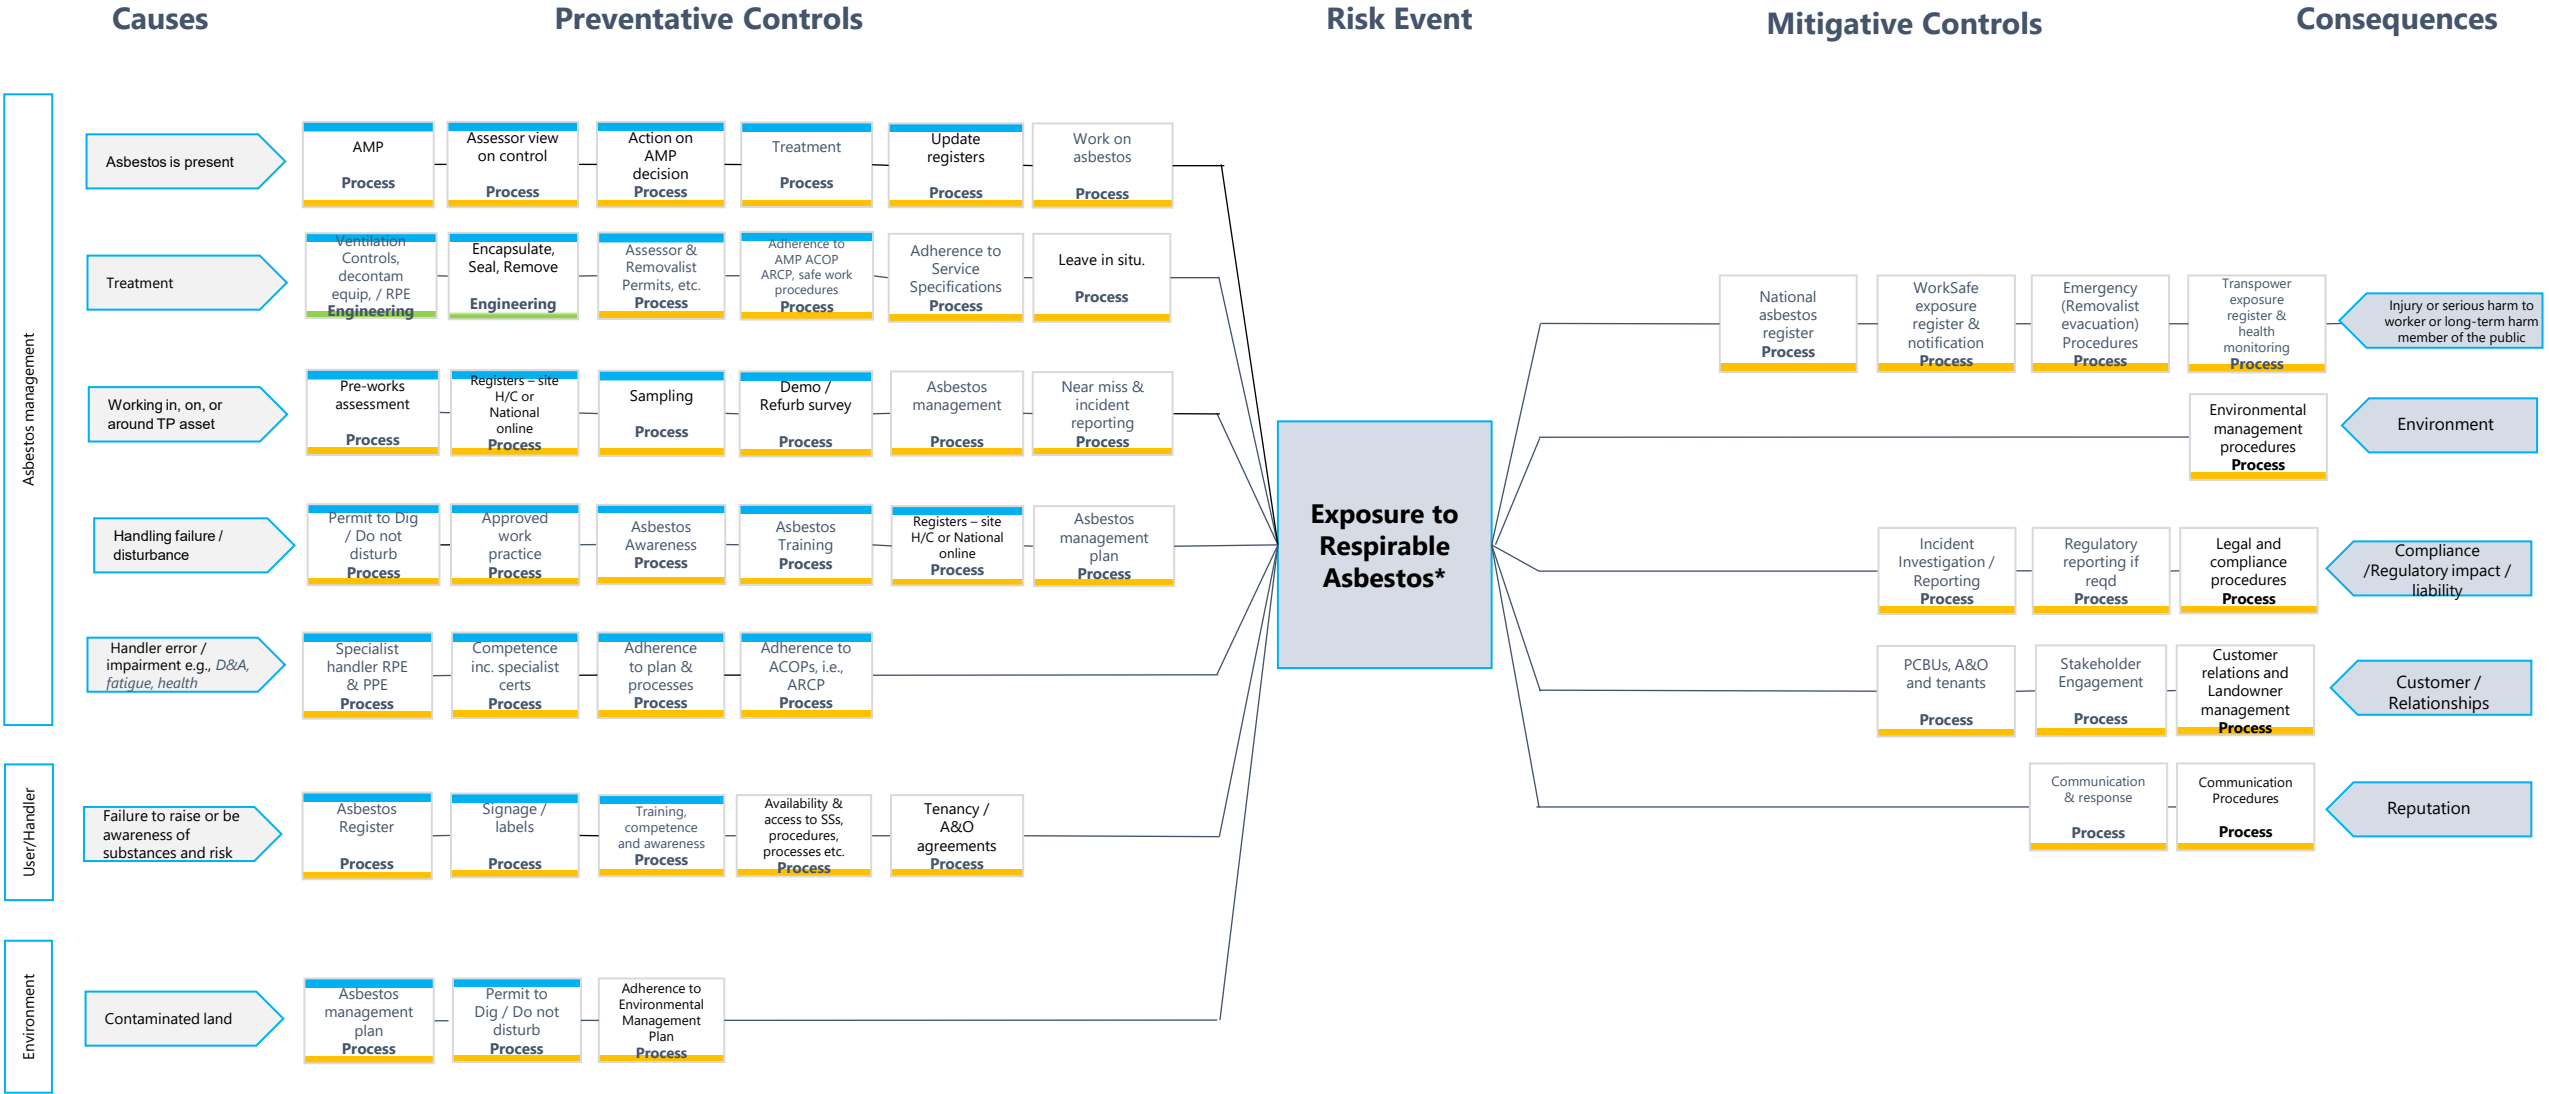 Causes
Preventative Controls
Risk Event
Mitigative Controls
Consequences
Asbestos management
Asbestos is present
AMP
Process
Assessor view
on control
Process
Action on
AMP
decision
Process
Treatment
Process
Update
registers
Process
Work on
asbestos
Process
Treatment
Ventilation
Controls,
decontam
equip, / RPE
Engineering
Encapsulate,
Seal, Remove
Engineering
Assessor &
Removalist
Permits, etc.
Process
Adherence to
AMP ACOP
ARCP, safe work
procedures
Process
Adherence to
Service
Specifications
Process
Leave in situ.
Process
Working in, on, or
around TP asset
Pre-works
assessment
Process
Registers – site
H/C or
National
online
Process
Sampling
Process
Demo /
Refurb survey
Process
Asbestos
management
Process
Near miss &
incident
reporting
Process
Handling failure /
disturbance
Permit to Dig
/ Do not
disturb
Process
Approved
work
practice
Process
Asbestos
Awareness
Process
Asbestos
Training
Process
Registers – site
H/C or National
online
Process
Asbestos
management
plan
Process
Handler error /
impairment e.g., D&A,
fatigue, health
Specialist
handler RPE
& PPE
Process
Competence
inc. specialist
certs
Process
Adherence
to plan &
processes
Process
Adherence to
ACOPs, i.e.,
ARCP
Process
User/Handler
Failure to raise or be
awareness of
substances and risk
Asbestos
Register
Process
Signage /
labels
Process
Training,
competence
and awareness
Process
Availability &
access to SSs,
procedures,
processes etc.
Process
Tenancy /
A&O
agreements
Process
Environment
Contaminated land
Asbestos
management
plan
Process
Permit to
Dig / Do not
disturb
Process
Adherence to
Environmental
Management
Plan
Process
Exposure to
Respirable
Asbestos*
National
asbestos
register
Process
WorkSafe
exposure
register &
notification
Process
Emergency
(Removalist
evacuation)
Procedures
Process
Transpower
exposure
register &
health
monitoring
Process
Injury or serious harm to
worker or long-term harm
member of the public
Environmental
management
procedures
Process
Environment
Incident
Investigation /
Reporting
Process
Regulatory
reporting if
reqd
Process
Legal and
compliance
procedures
Process
Compliance
/Regulatory impact /
liability
PCBUs, A&O
and tenants
Process
Stakeholder
Engagement
Process
Customer
relations and
Landowner
management
Process
Customer /
Relationships
Communication
& response
Process
Communication
Procedures
Process
Reputation